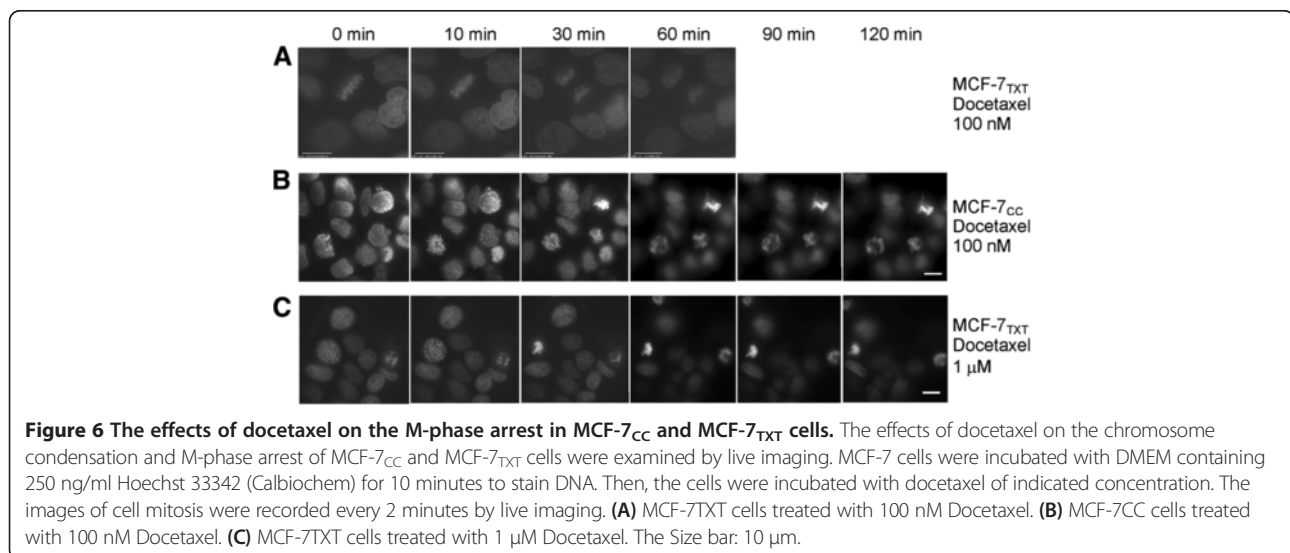 0 min 10 min 30 min 60 min 90 min 120 min
A
MCF-7TXT
Docetaxel
100 nM
B
MCF-7CC
Docetaxel
100 nM
C
MCF-7TXT
Docetaxel
1 μM
Figure 6 The effects of docetaxel on the M-phase arrest in MCF-7CC and MCF-7TXT cells. The effects of docetaxel on the chromosome
condensation and M-phase arrest of MCF-7CC and MCF-7TXT cells were examined by live imaging. MCF-7 cells were incubated with DMEM containing
250 ng/ml Hoechst 33342 (Calbiochem) for 10 minutes to stain DNA. Then, the cells were incubated with docetaxel of indicated concentration. The
images of cell mitosis were recorded every 2 minutes by live imaging. (A) MCF-7TXT cells treated with 100 nM Docetaxel. (B) MCF-7CC cells treated
with 100 nM Docetaxel. (C) MCF-7TXT cells treated with 1 μM Docetaxel. The Size bar: 10 μm.